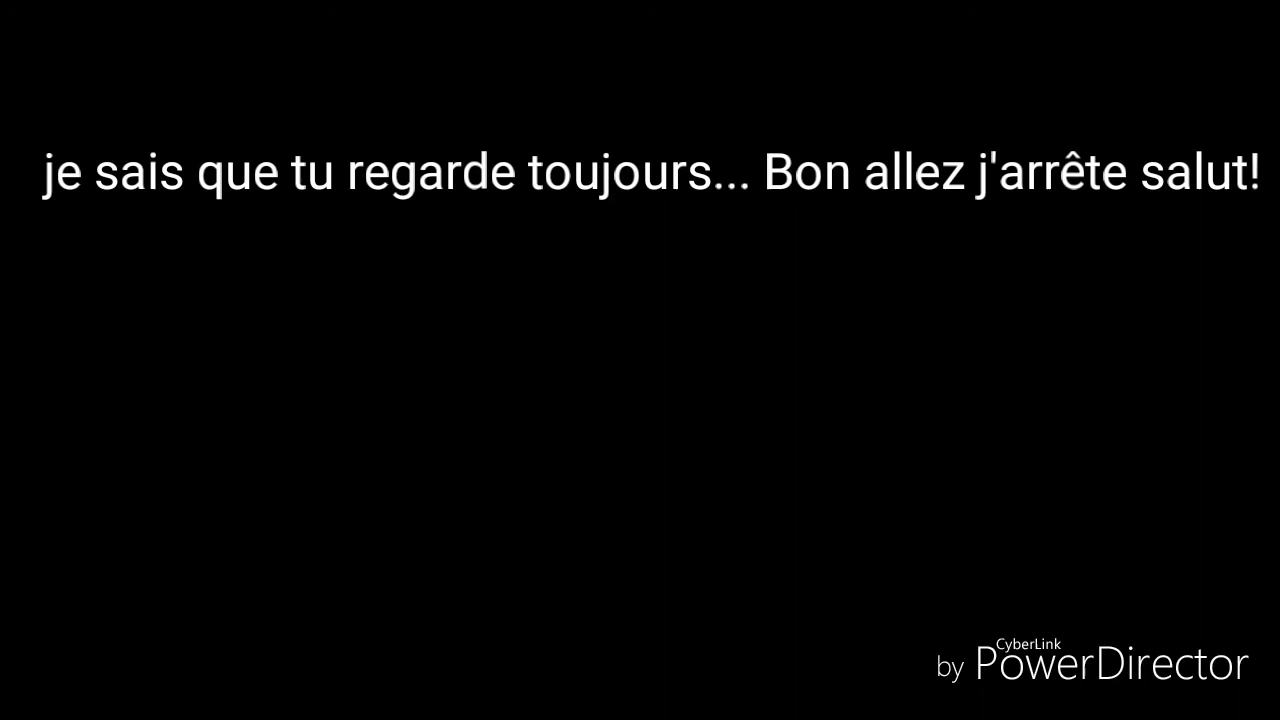 je sais que tu regarde toujours... Bon allez j'arrête salut!
CyberLink
by PowerDirector